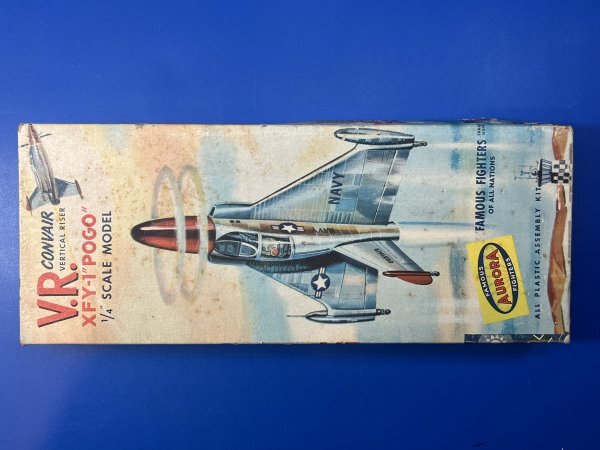 V.R. CONVAIR
VERTICAL RISER
XFY-1 "POGO"
1/4" SCALE MODEL
NAVY
NAVY
FAMOUS FIGHTERS
OF ALL NATIONS
FAMOUS
AURORA
FIGHTERS
ALL PLASTIC ASSEMBLY KIT